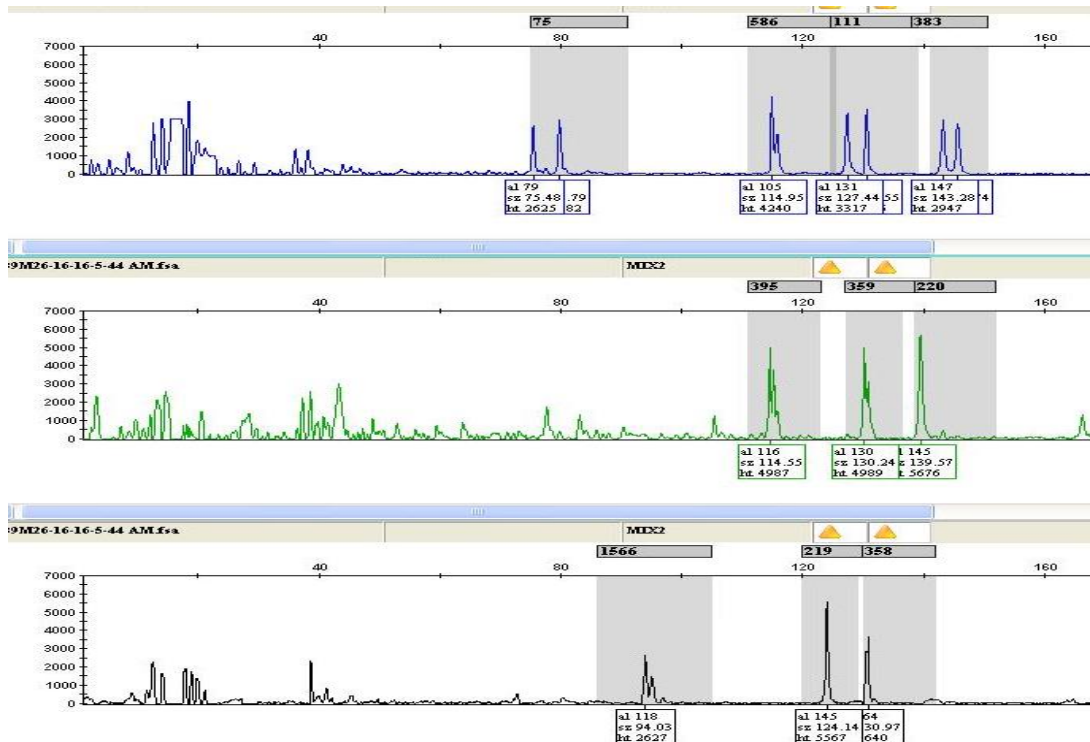 75 586 111 383
40 80 120 160
7000
6000
5000
4000
3000
2000
1000
0
al 79
sz 75.48 .79
ht 2625 82
al 105
sz 114.95
ht 4240
al 131
sz 127.44 55
ht 3317
al 147
sz 143.28
ht 2947
9M26-16-16-5-44 AM.fsa MIX2
395 359 220
40 80 120 160
7000
6000
5000
4000
3000
2000
1000
0
al 116
sz 114.55
ht 4987
al 130
sz 130.24
ht 4989
145
139.57
5676
9M26-16-16-5-44 AM.fsa MIX2
1566 219 358
40 80 120 160
7000
6000
5000
4000
3000
2000
1000
0
al 118
sz 94.03
ht 2627
al 145
sz 124.14
ht 5567
64
30.97
640